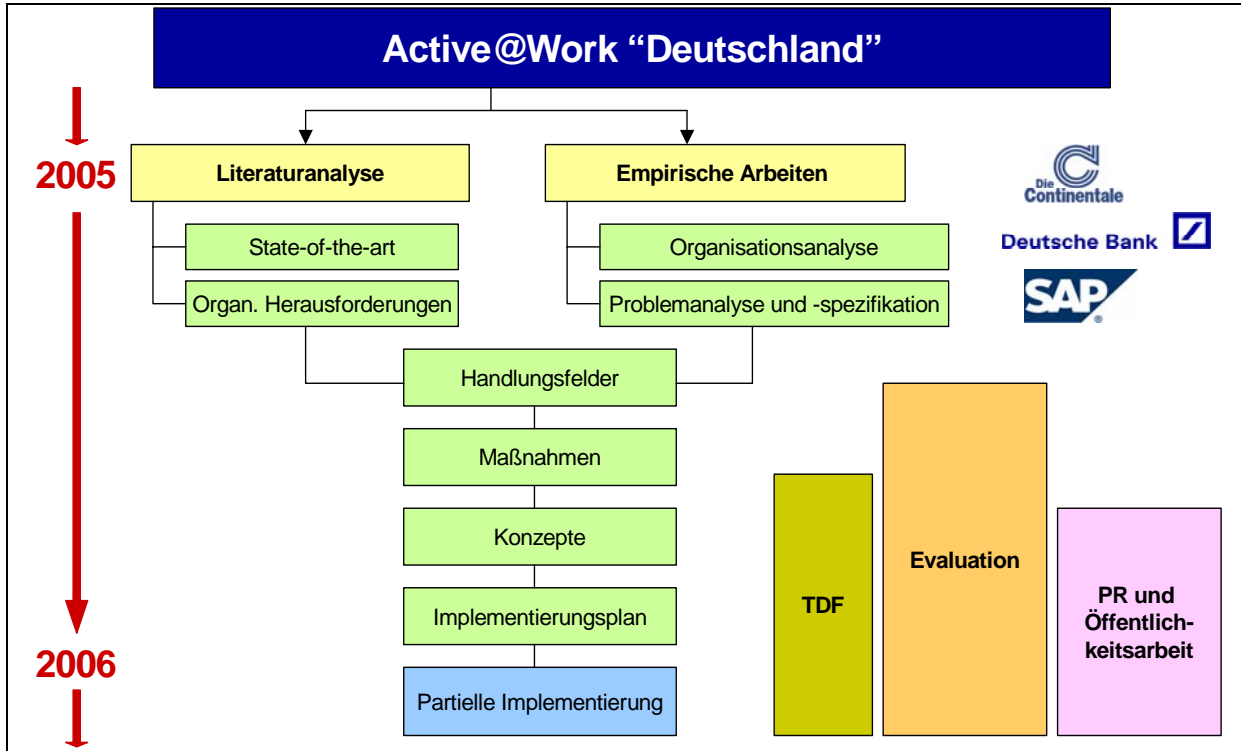 Active@Work “Deutschland”
2005
Literaturanalyse
Empirische Arbeiten
Die
Continentale
State-of-the-art
Organisationsanalyse
Deutsche Bank
Organ. Herausforderungen
Problemanalyse und -spezifikation
SAP
®
Handlungsfelder
Maßnahmen
Konzepte
Evaluation
TDF
PR und
Öffentlich-
keitsarbeit
Implementierungsplan
2006
Partielle Implementierung